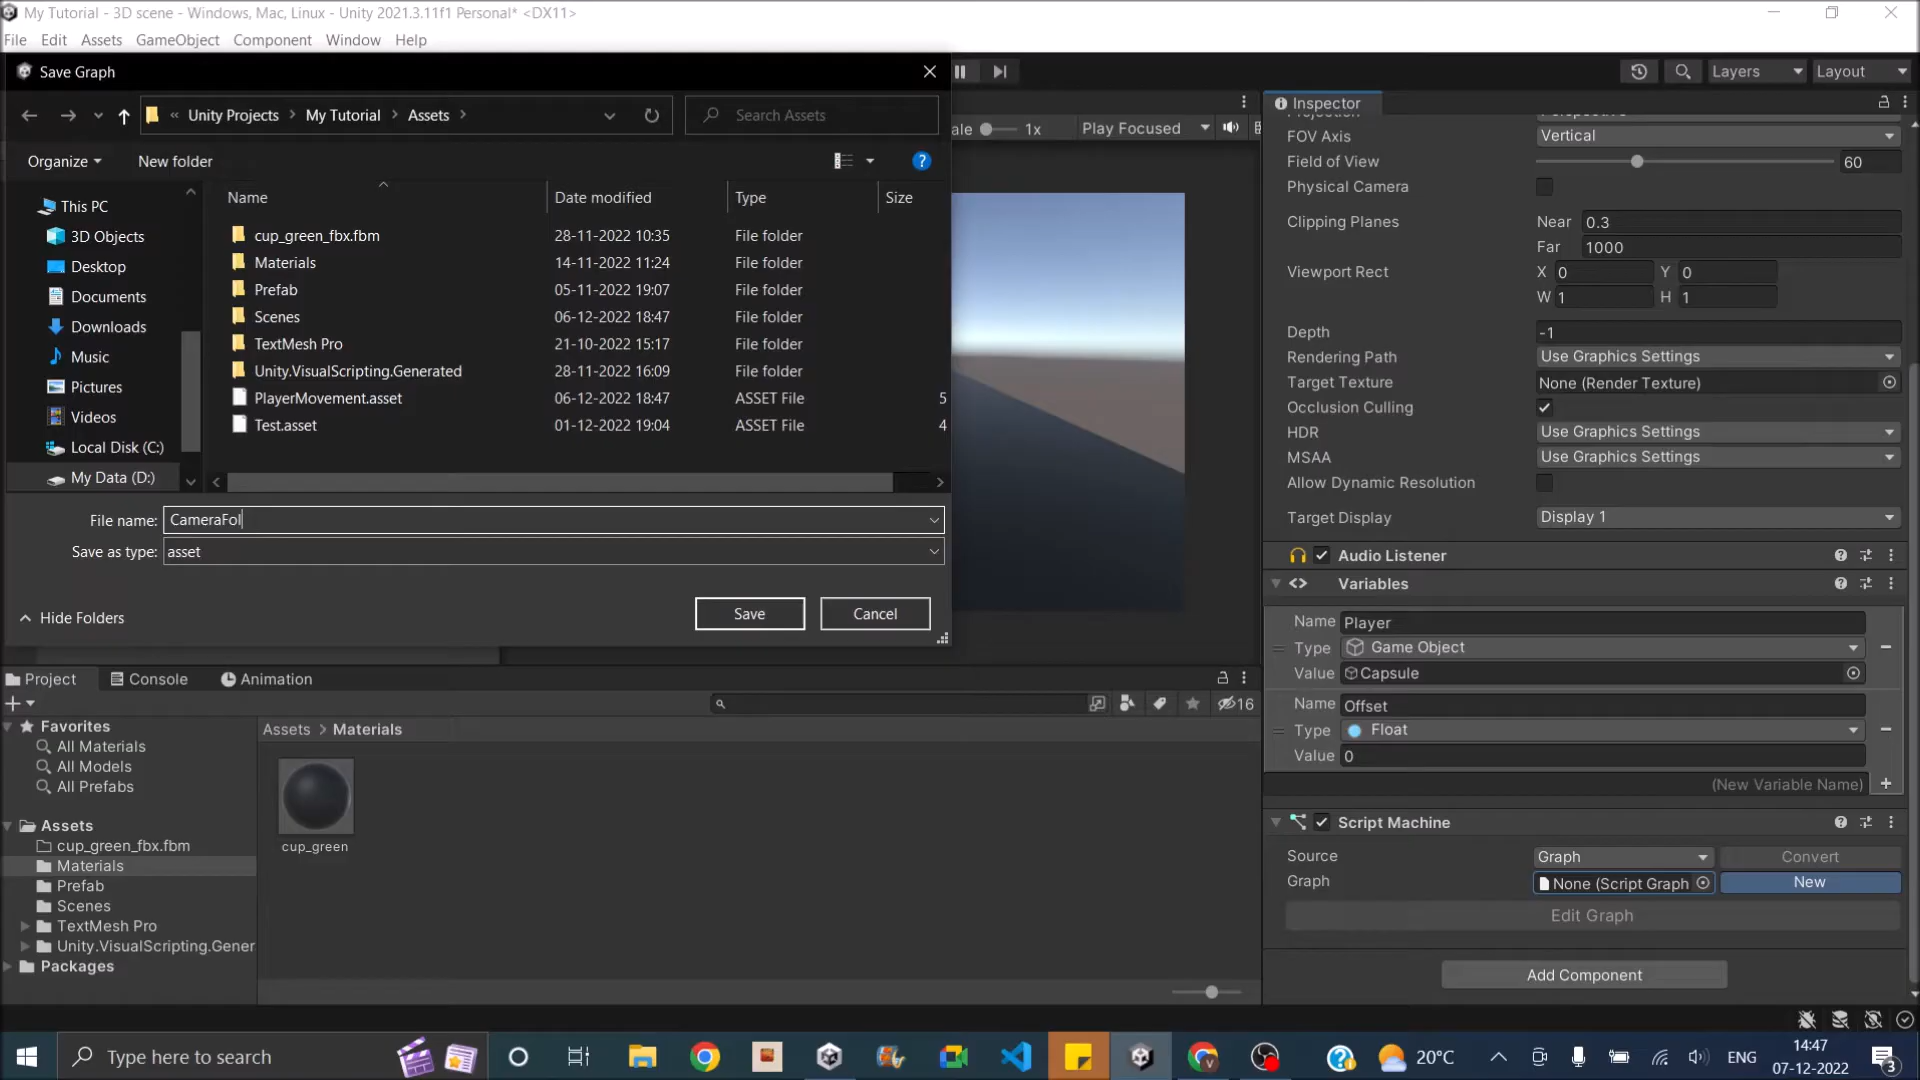 My Tutorial - 3D scene - Windows, Mac, Linux - Unity 2021.3.11f1 Personal* <DX11>
File Edit Assets GameObject Component Window Help
Save Graph
Layers Layout
« Unity Projects > My Tutorial > Assets >
Search Assets
Organize New folder
Name Date modified Type Size
This PC
3D Objects
Desktop
Documents
Downloads
Music
Pictures
Videos
Local Disk (C:)
My Data (D:)
cup_green_fbx.fbm 28-11-2022 10:35 File folder
Materials 14-11-2022 11:24 File folder
Prefab 05-11-2022 19:07 File folder
Scenes 06-12-2022 18:47 File folder
TextMesh Pro 21-10-2022 15:17 File folder
Unity.VisualScripting.Generated 28-11-2022 16:09 File folder
PlayerMovement.asset 06-12-2022 18:47 ASSET File 5
Test.asset 01-12-2022 19:04 ASSET File 4
File name: CameraFol
Save as type: asset
Hide Folders
Save Cancel
1x Play Focused
Inspector
FOV Axis Vertical
Field of View 60
Physical Camera
Clipping Planes Near 0.3
Far 1000
Viewport Rect X 0 Y 0
W 1 H 1
Depth -1
Rendering Path Use Graphics Settings
Target Texture None (Render Texture)
Occlusion Culling
HDR Use Graphics Settings
MSAA Use Graphics Settings
Allow Dynamic Resolution
Target Display Display 1
Audio Listener
Variables
Name Player
Type Game Object
Value Capsule
Name Offset
Type Float
Value 0
(New Variable Name)
Script Machine
Source Graph Convert
Graph None (Script Graph New
Edit Graph
Add Component
Project Console Animation
16
Favorites
All Materials
All Models
All Prefabs
Assets
cup_green_fbx.fbm
Materials
Prefab
Scenes
TextMesh Pro
Unity.VisualScripting.Gener
Packages
Assets > Materials
cup_green
Type here to search
20°C
ENG
14:47
07-12-2022
3